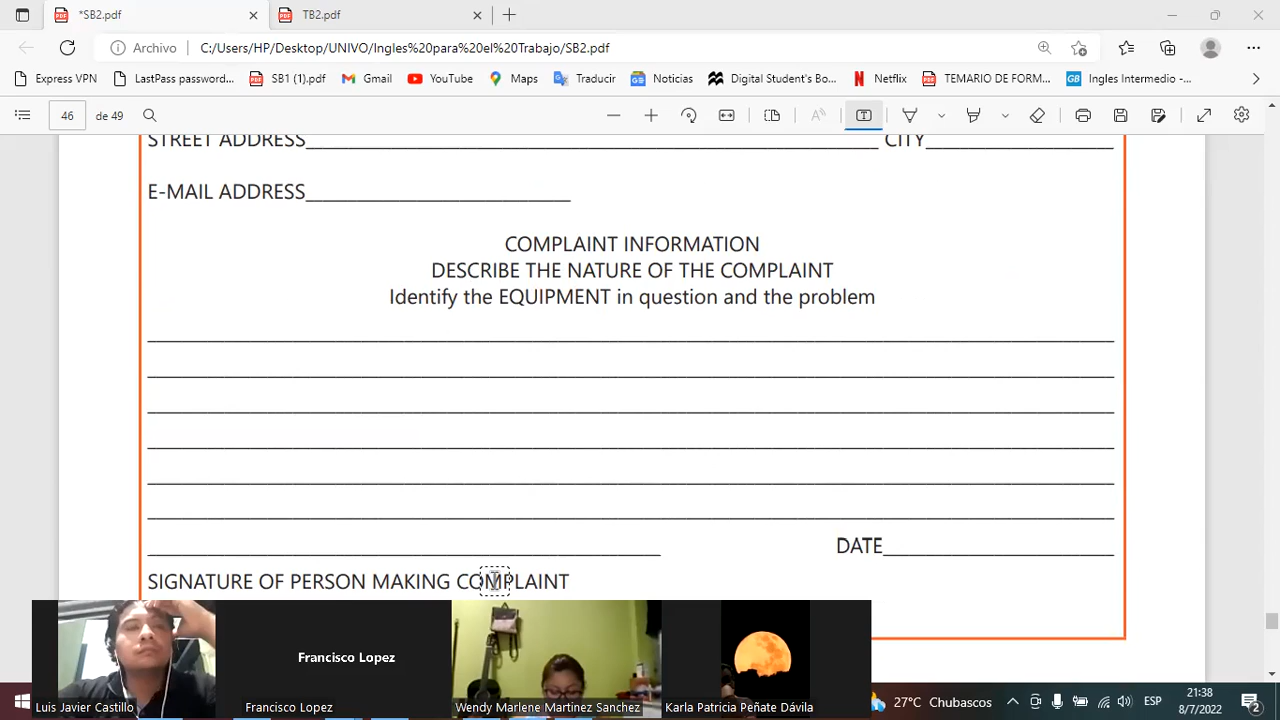 *SB2.pdf
TB2.pdf
Archivo
C:/Users/HP/Desktop/UNIVO/Ingles%20para%20el%20Trabajo/SB2.pdf
Express VPN
LastPass password...
SB1 (1).pdf
Gmail
YouTube
Maps
Traducir
Noticias
Digital Student's Bo...
Netflix
TEMARIO DE FORM...
Ingles Intermedio -...
46 de 49
STREET ADDRESS CITY
E-MAIL ADDRESS
COMPLAINT INFORMATION
DESCRIBE THE NATURE OF THE COMPLAINT
Identify the EQUIPMENT in question and the problem
DATE
SIGNATURE OF PERSON MAKING COMPLAINT
Francisco Lopez
Luis Javier Castillo
Francisco Lopez
Wendy Marlene Martinez Sanchez
Karla Patricia Peñate Dávila
27°C Chubascos
ESP
21:38
8/7/2022
2